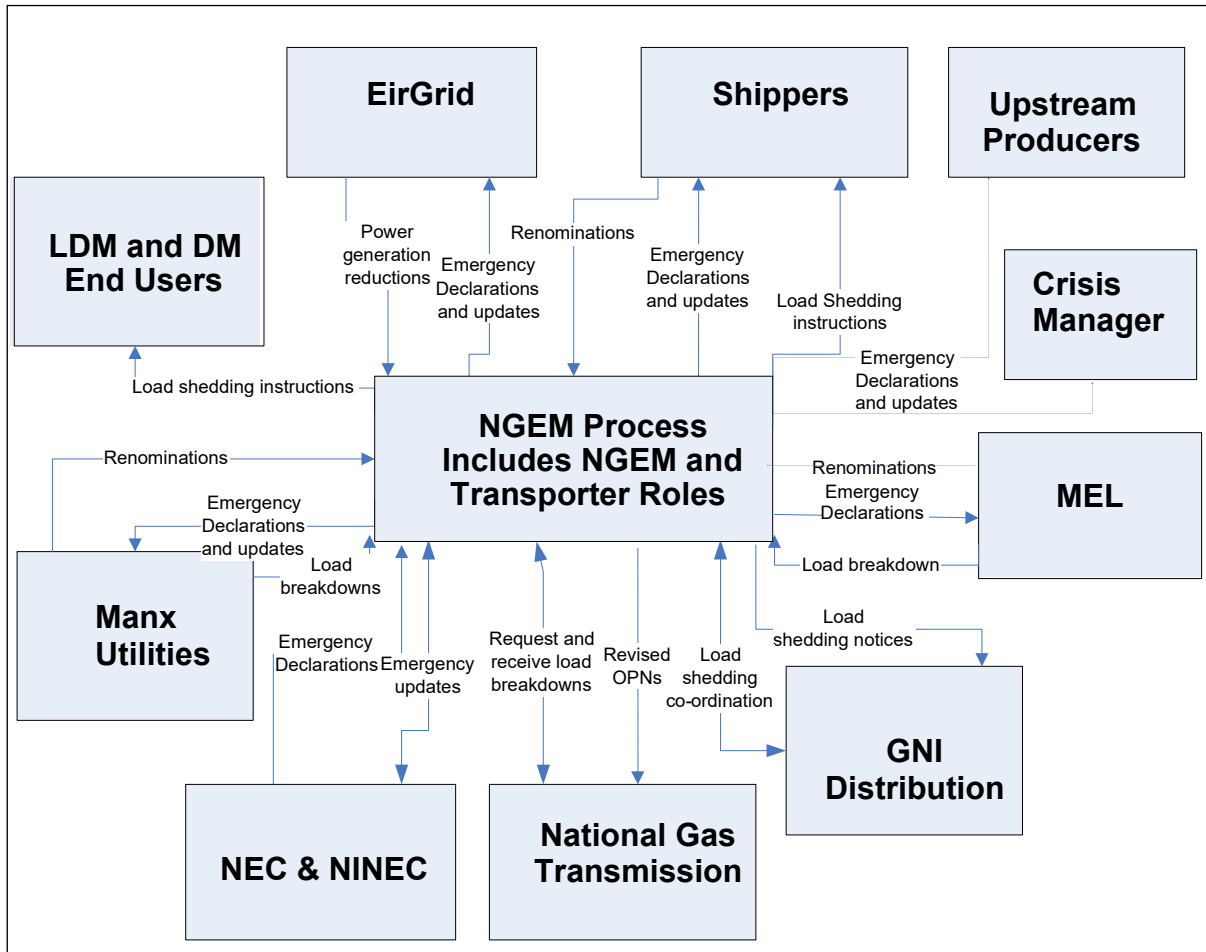 EirGrid
Shippers
Upstream
Producers
LDM and DM
End Users
Crisis
Manager
Power
generation
reductions
Emergency
Declarations
and updates
Renominations
Emergency
Declarations
and updates
Load Shedding
instructions
Emergency
Declarations
and updates
Load shedding instructions
NGEM Process
Includes NGEM and
Transporter Roles
Renominations
Renominations
Emergency
Declarations
MEL
Emergency
Declarations
and updates
Load
breakdowns
Load breakdown
Manx
Utilities
Emergency
Declarations
Emergency
updates
Request and
receive load
breakdowns
Revised
OPNs
Load
shedding
co-ordination
Load
shedding notices
GNI
Distribution
NEC & NINEC
National Gas
Transmission